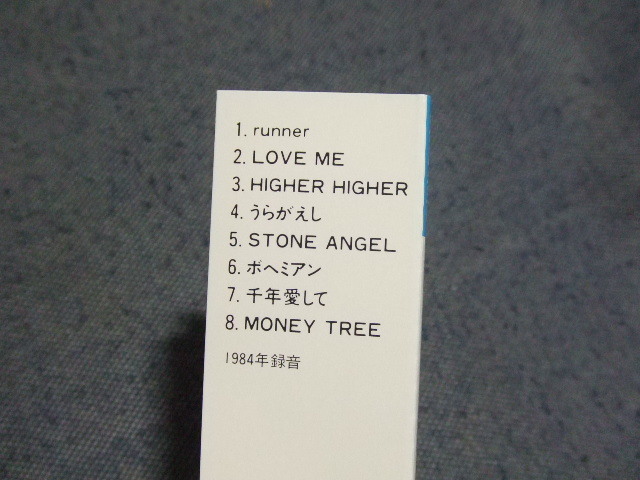 1. runner
2. LOVE ME
3. HIGHER HIGHER
4. うらがえし
5. STONE ANGEL
6. ボヘミアン
7. 千年愛して
8. MONEY TREE
1984年録音